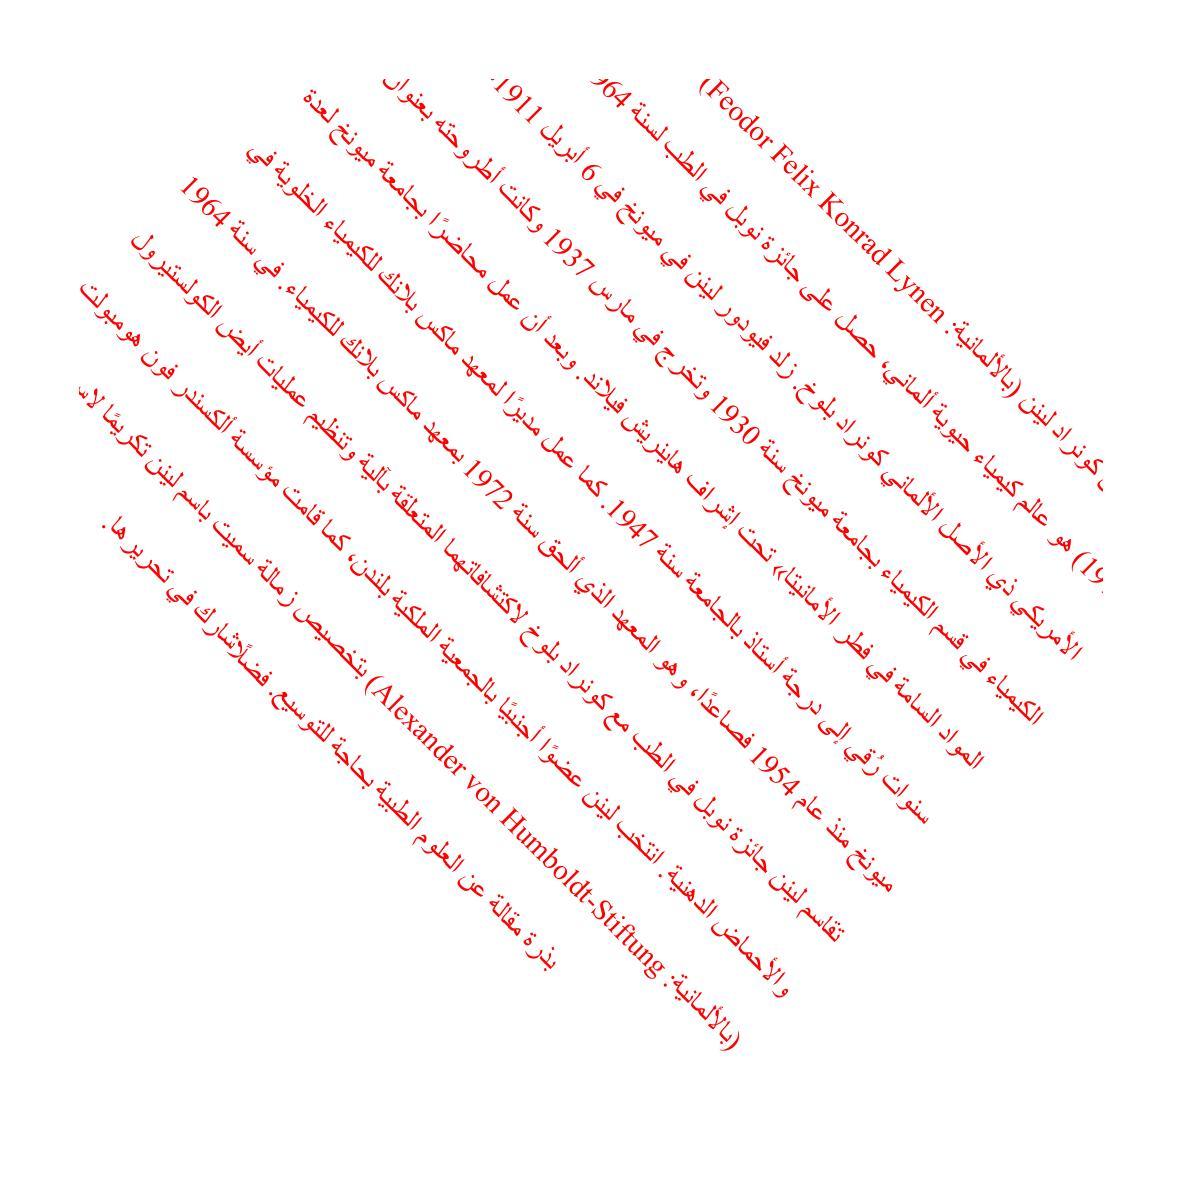 كونراد لينن (بالألمانية: Feodor Felix Konrad Lynen)
هو عالم كيمياء حيوية ألماني، حصل على جائزة نوبل في الطب لسنة
الأمريكي ذي الأصل الألماني كونراد بلوخ. زلد فيودور لينن في ميونخ في 6 أبريل 1911.
الكيمياء في قسم الكيمياء بجامعة ميونخ سنة 1930 وتخرج في مارس 1937 وكانت أطروحته بعنوان
المواد السامة في فطر الأمانيتا» تحت إشراف هاينريش فيلاند. وبعد أن عمل محاضرًا بجامعة ميونخ لعدة
سنوات رُقي إلى درجة أستاذ بالجامعة سنة 1947. كما عمل مديرًا لمعهد ماكس بلانك للكيمياء الخلوية في
ميونخ منذ عام 1954 فصاعدًا، وهو المعهد الذي ألحق سنة 1972 بمعهد ماكس بلانك للكيمياء. في سنة 1964
تقاسم لينن جائزة نوبل في الطب مع كونراد بلوخ لاكتشافاتهما المتعلقة بآلية وتنظيم عمليات أيض الكولستيرول
والأحماض الدهنية. انتخب لينن عضوًا أجنبيًا بالجمعية الملكية بلندن، كما قامت مؤسسة ألكسندر فون هومبولت
(بالألمانية: Alexander von Humboldt-Stiftung) بتخصيص زمالة سميت باسم لينن تكريمًا
بذرة مقالة عن العلوم الطبية بحاجة للتوسيع. فضلًاشارك في تحريرها.